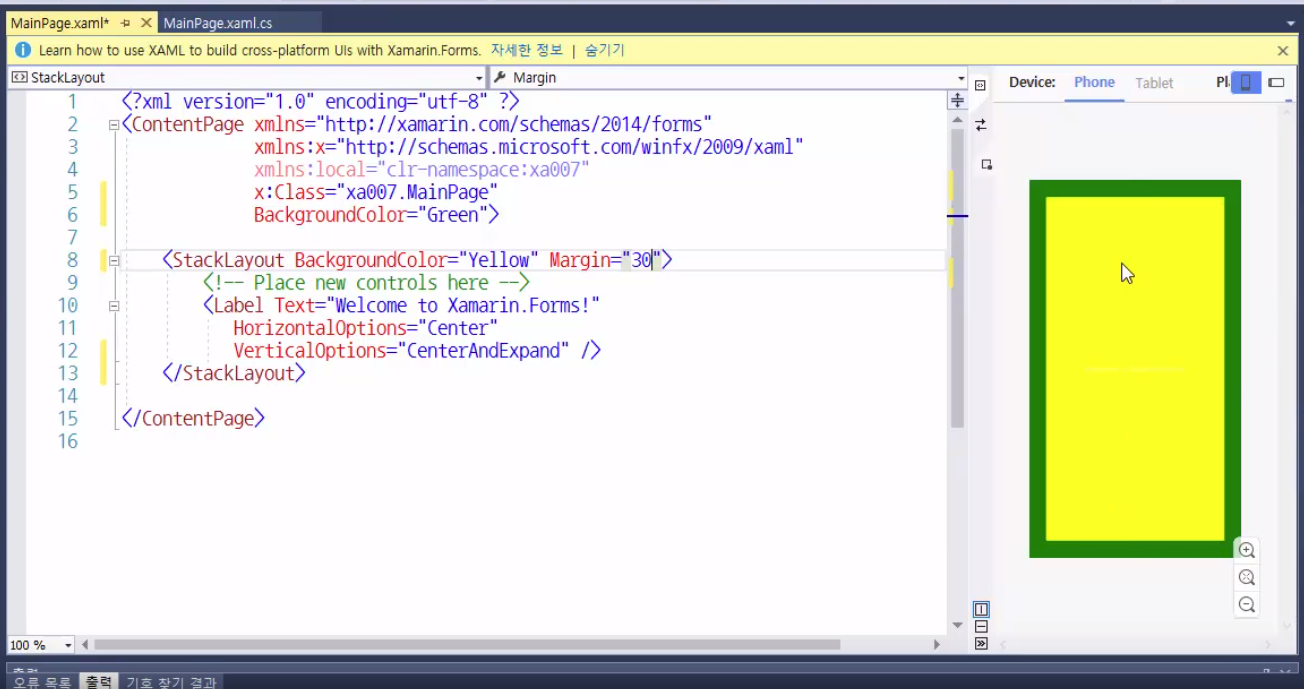 MainPage.xaml*
MainPage.xaml.cs
Learn how to use XAML to build cross-platform UIs with Xamarin.Forms. 자세한 정보 | 숨기기
StackLayout
Margin
Device: Phone Tablet Pl
1 <?xml version="1.0" encoding="utf-8" ?>
2 <ContentPage xmlns="http://xamarin.com/schemas/2014/forms"
3 xmlns:x="http://schemas.microsoft.com/winfx/2009/xaml"
4 xmlns:local="clr-namespace:xa007"
5 x:Class="xa007.MainPage"
6 BackgroundColor="Green">
7
8 <StackLayout BackgroundColor="Yellow" Margin="30">
9 <!-- Place new controls here -->
10 <Label Text="Welcome to Xamarin.Forms!"
11 HorizontalOptions="Center"
12 VerticalOptions="CenterAndExpand" />
13 </StackLayout>
14
15 </ContentPage>
16
100 %
출력
오류 목록 출력 기호 찾기 결과